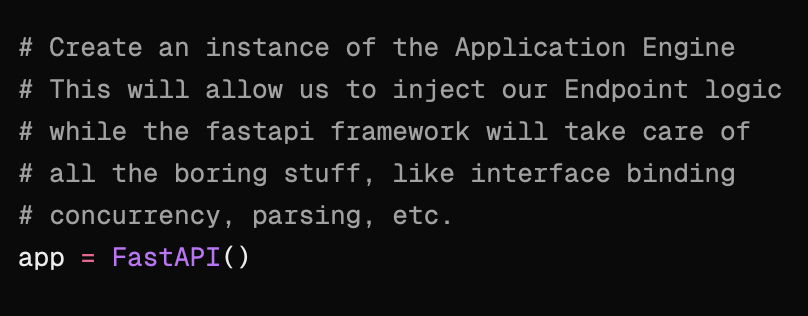 # Create an instance of the Application Engine
# This will allow us to inject our Endpoint logic
# while the fastapi framework will take care of
# all the boring stuff, like interface binding
# concurrency, parsing, etc.
app = FastAPI()